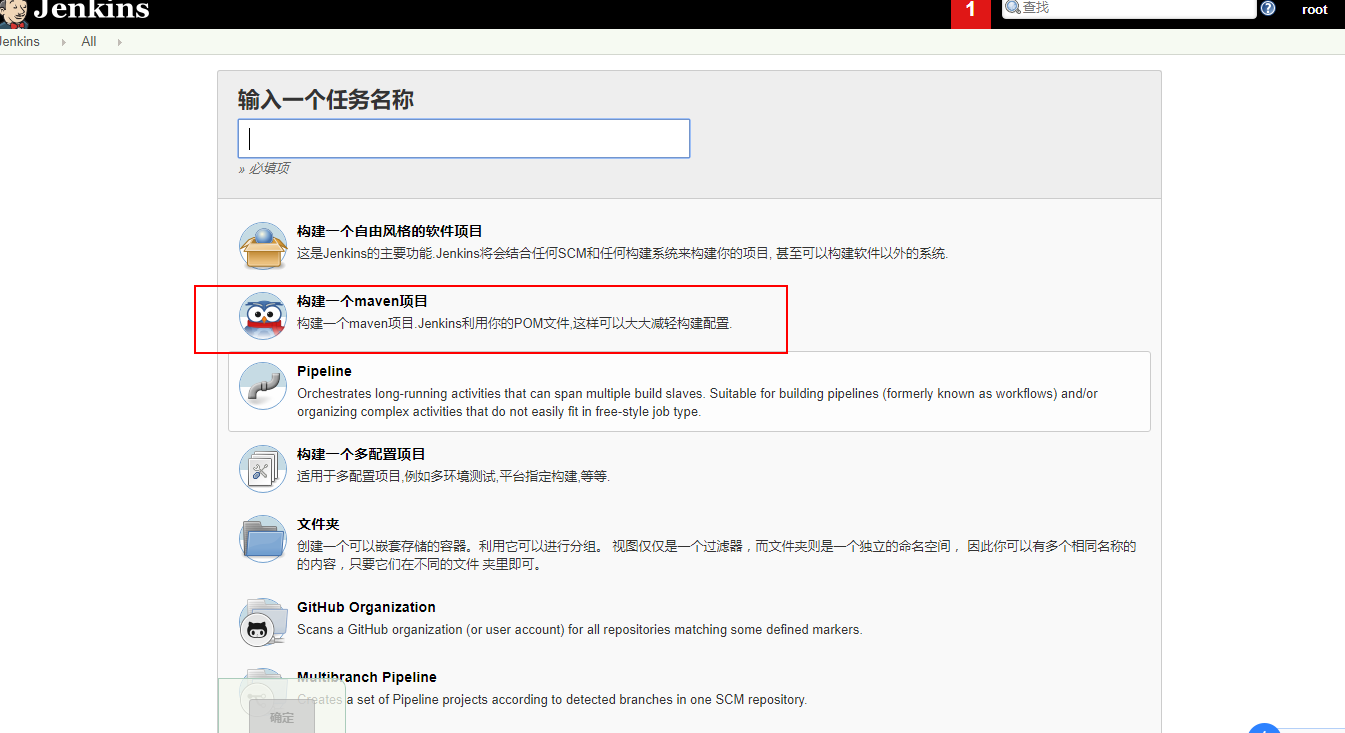 Jenkins
1
查找
root
Jenkins
All
输入一个任务名称
» 必填项
构建一个自由风格的软件项目
这是Jenkins的主要功能.Jenkins将会结合任何SCM和任何构建系统来构建你的项目, 甚至可以构建软件以外的系统.
构建一个maven项目
构建一个maven项目.Jenkins利用你的POM文件,这样可以大大减轻构建配置.
Pipeline
Orchestrates long-running activities that can span multiple build slaves. Suitable for building pipelines (formerly known as workflows) and/or
organizing complex activities that do not easily fit in free-style job type.
构建一个多配置项目
适用于多配置项目,例如多环境测试,平台指定构建,等等.
文件夹
创建一个可以嵌套存储的容器。利用它可以进行分组。 视图仅仅是一个过滤器，而文件夹则是一个独立的命名空间， 因此你可以有多个相同名称的
的内容，只要它们在不同的文件 夹里即可。
GitHub Organization
Scans a GitHub organization (or user account) for all repositories matching some defined markers.
Multibranch Pipeline
Creates a set of Pipeline projects according to detected branches in one SCM repository.
确定